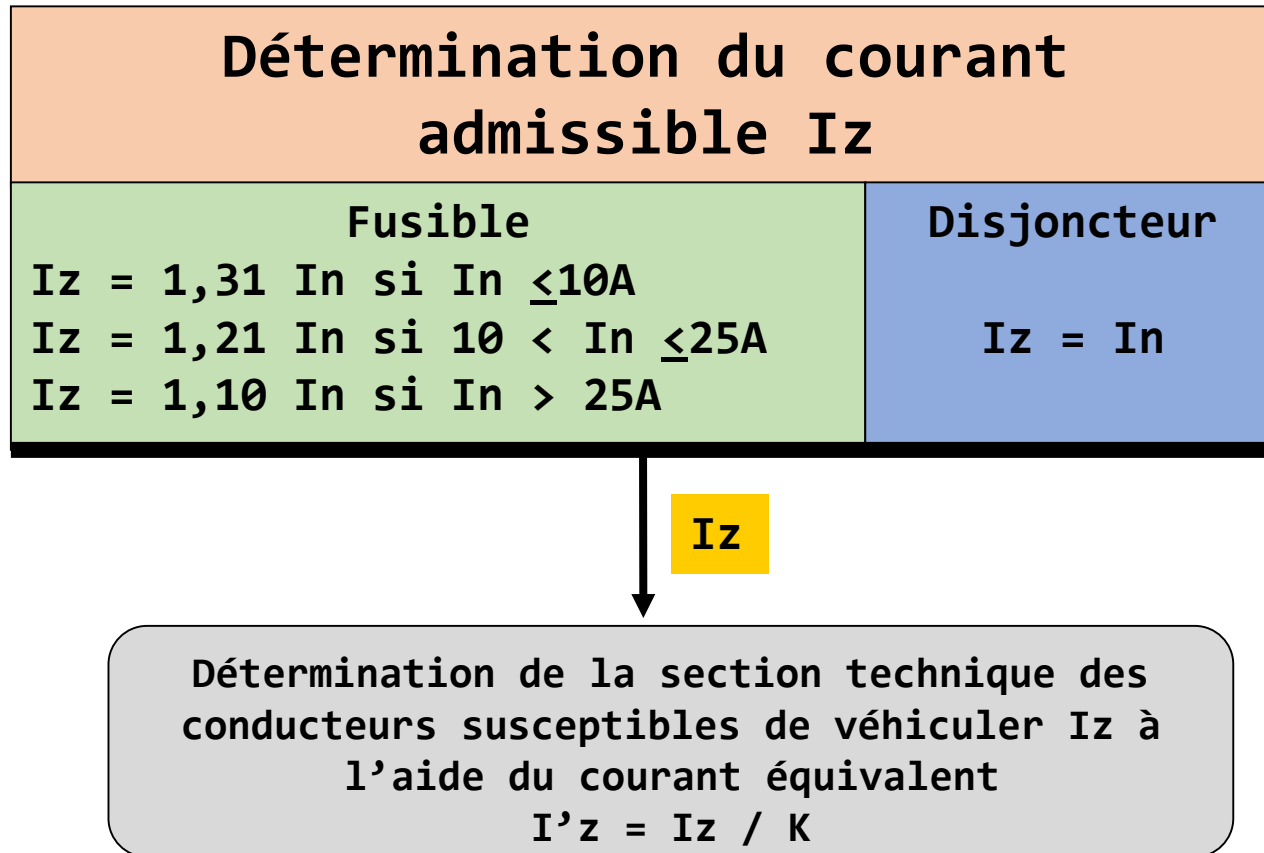 Détermination du courant
admissible Iz
Fusible
Iz = 1,31 In si In ≤10A
Iz = 1,21 In si 10 < In ≤25A
Iz = 1,10 In si In > 25A
Disjoncteur
Iz = In
Iz
Détermination de la section technique des
conducteurs susceptibles de véhiculer Iz à
l’aide du courant équivalent
I’z = Iz / K